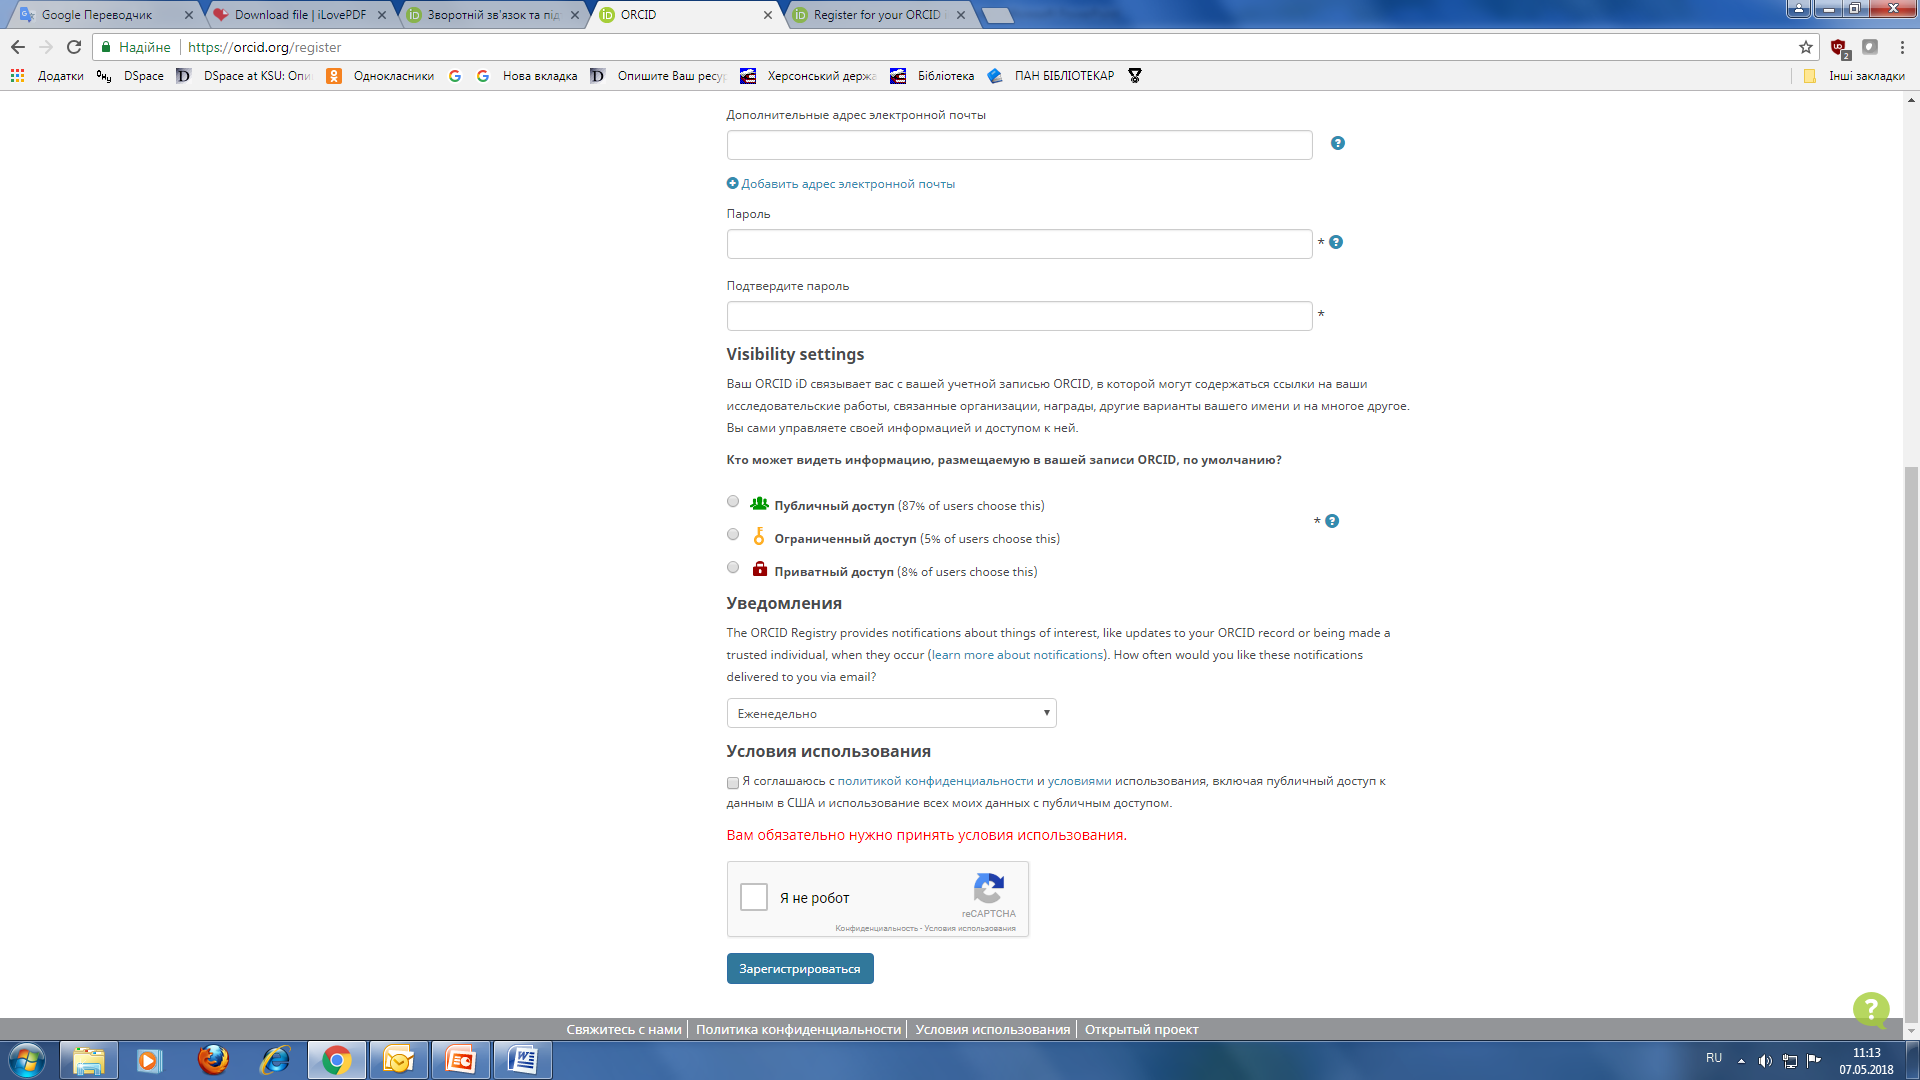 Google Переводчик
Download file | iLovePDF
Зворотній зв'язок та під
ORCID
Register for your ORCID i
Надійне
https://orcid.org/register
2
Додатки
DSpace
DSpace at KSU: Опи
Однокласники
Нова вкладка
Опишите Ваш ресу
Херсонський держа
Бібліотека
ПАН БІБЛІОТЕКАР
Інші закладки
Дополнительные адрес электронной почты
Добавить адрес электронной почты
Пароль
*
Подтвердите пароль
*
Visibility settings
Ваш ORCID iD связывает вас с вашей учетной записью ORCID, в которой могут содержаться ссылки на ваши
исследовательские работы, связанные организации, награды, другие варианты вашего имени и на многое другое.
Вы сами управляете своей информацией и доступом к ней.
Кто может видеть информацию, размещаемую в вашей записи ORCID, по умолчанию?
Публичный доступ (87% of users choose this)
*
Ограниченный доступ (5% of users choose this)
Приватный доступ (8% of users choose this)
Уведомления
The ORCID Registry provides notifications about things of interest, like updates to your ORCID record or being made a
trusted individual, when they occur (learn more about notifications). How often would you like these notifications
delivered to you via email?
Еженедельно
Условия использования
Я соглашаюсь с политикой конфиденциальности и условиями использования, включая публичный доступ к
данным в США и использование всех моих данных с публичным доступом.
Вам обязательно нужно принять условия использования.
Я не робот
reCAPTCHA
Конфиденциальность - Условия использования
Зарегистрироваться
Свяжитесь с нами | Политика конфиденциальности | Условия использования | Открытый проект
RU
11:13
07.05.2018